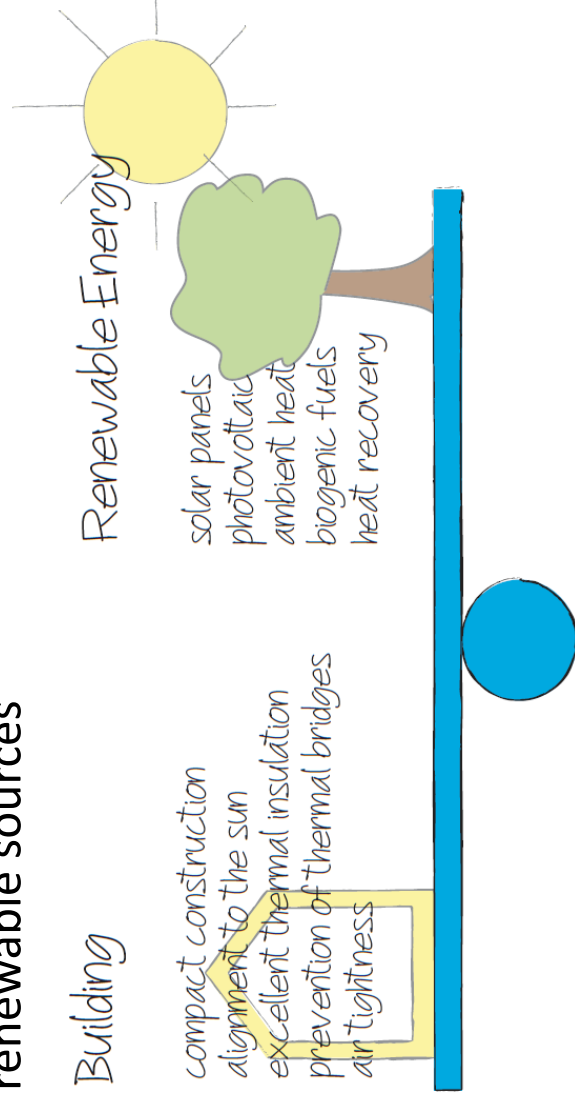 renewable sources
Building
compact construction
alignment to the sun
excellent thermal insulation
prevention of thermal bridges
air tightness
Renewable Energy
solar panels
photovoltaic
ambient heat
biogenic fuels
heat recovery